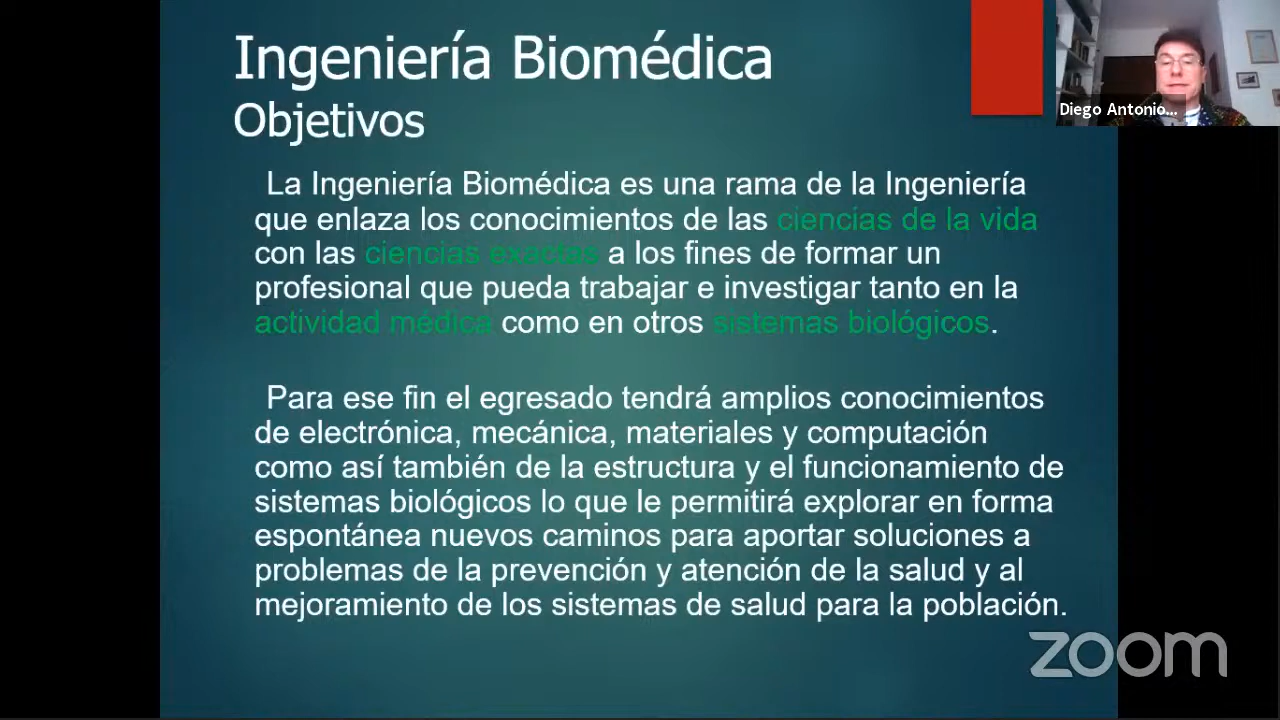 Ingeniería Biomédica
Objetivos
Diego Antonio...
La Ingeniería Biomédica es una rama de la Ingeniería
que enlaza los conocimientos de las ciencias de la vida
con las ciencias exactas a los fines de formar un
profesional que pueda trabajar e investigar tanto en la
actividad médica como en otros sistemas biológicos.
Para ese fin el egresado tendrá amplios conocimientos
de electrónica, mecánica, materiales y computación
como así también de la estructura y el funcionamiento de
sistemas biológicos lo que le permitirá explorar en forma
espontánea nuevos caminos para aportar soluciones a
problemas de la prevención y atención de la salud y al
mejoramiento de los sistemas de salud para la población.
zoom